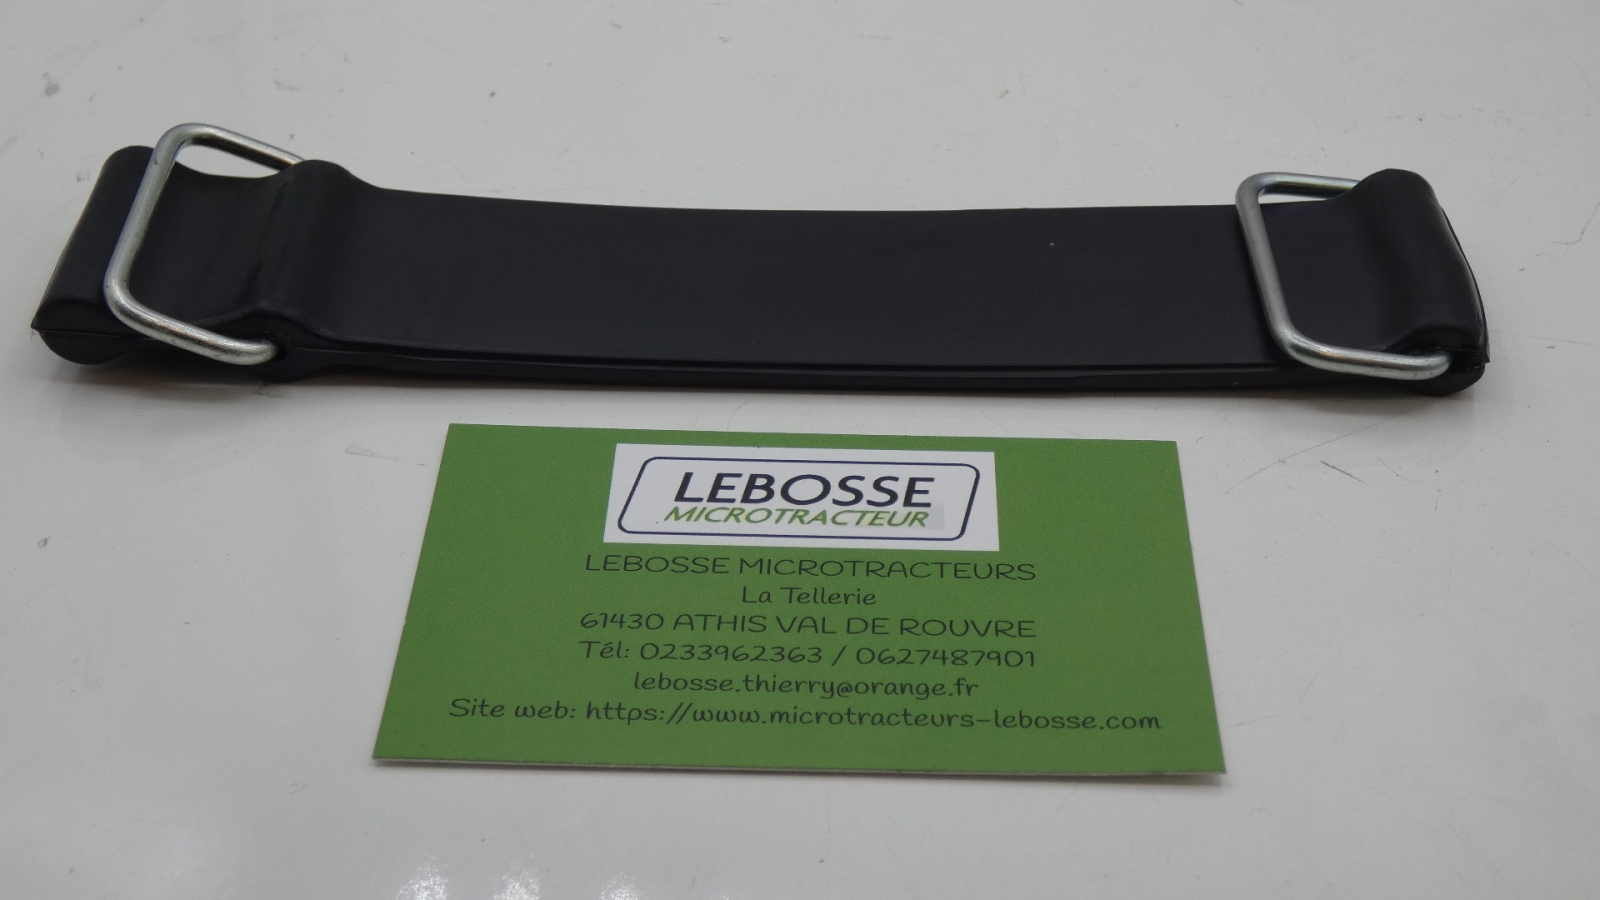 LEBOSSE
MICROTRACTEUR
LEBOSSE MICROTRACTEURS
La Tellerie
61430 ATHIS VAL DE ROUVRE
Tél: 0233962363 / 0627487901
lebosse.thierry@orange.fr
Site web: https://www.microtracteurs-lebosse.com